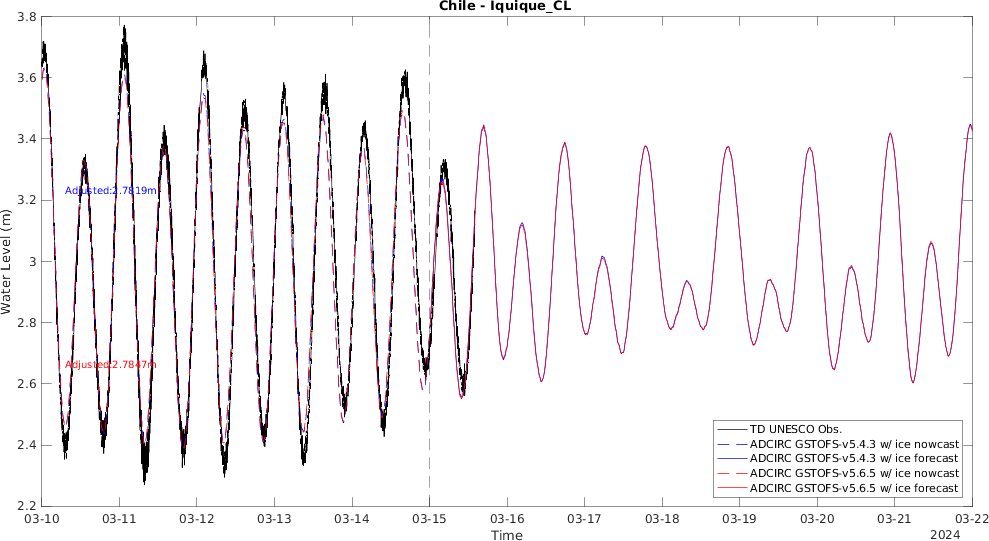 Chile - Iquique_CL
3.8
3.6
3.4
3.2
3
2.8
2.6
2.4
2.2
Water Level (m)
Adjusted:2.7819m
Adjusted:2.7847m
TD UNESCO Obs.
ADCIRC GSTOFS-v5.4.3 w/ ice nowcast
ADCIRC GSTOFS-v5.4.3 w/ ice forecast
ADCIRC GSTOFS-v5.6.5 w/ ice nowcast
ADCIRC GSTOFS-v5.6.5 w/ ice forecast
03-10 03-11 03-12 03-13 03-14 03-15 03-16 03-17 03-18 03-19 03-20 03-21 03-22
Time
2024